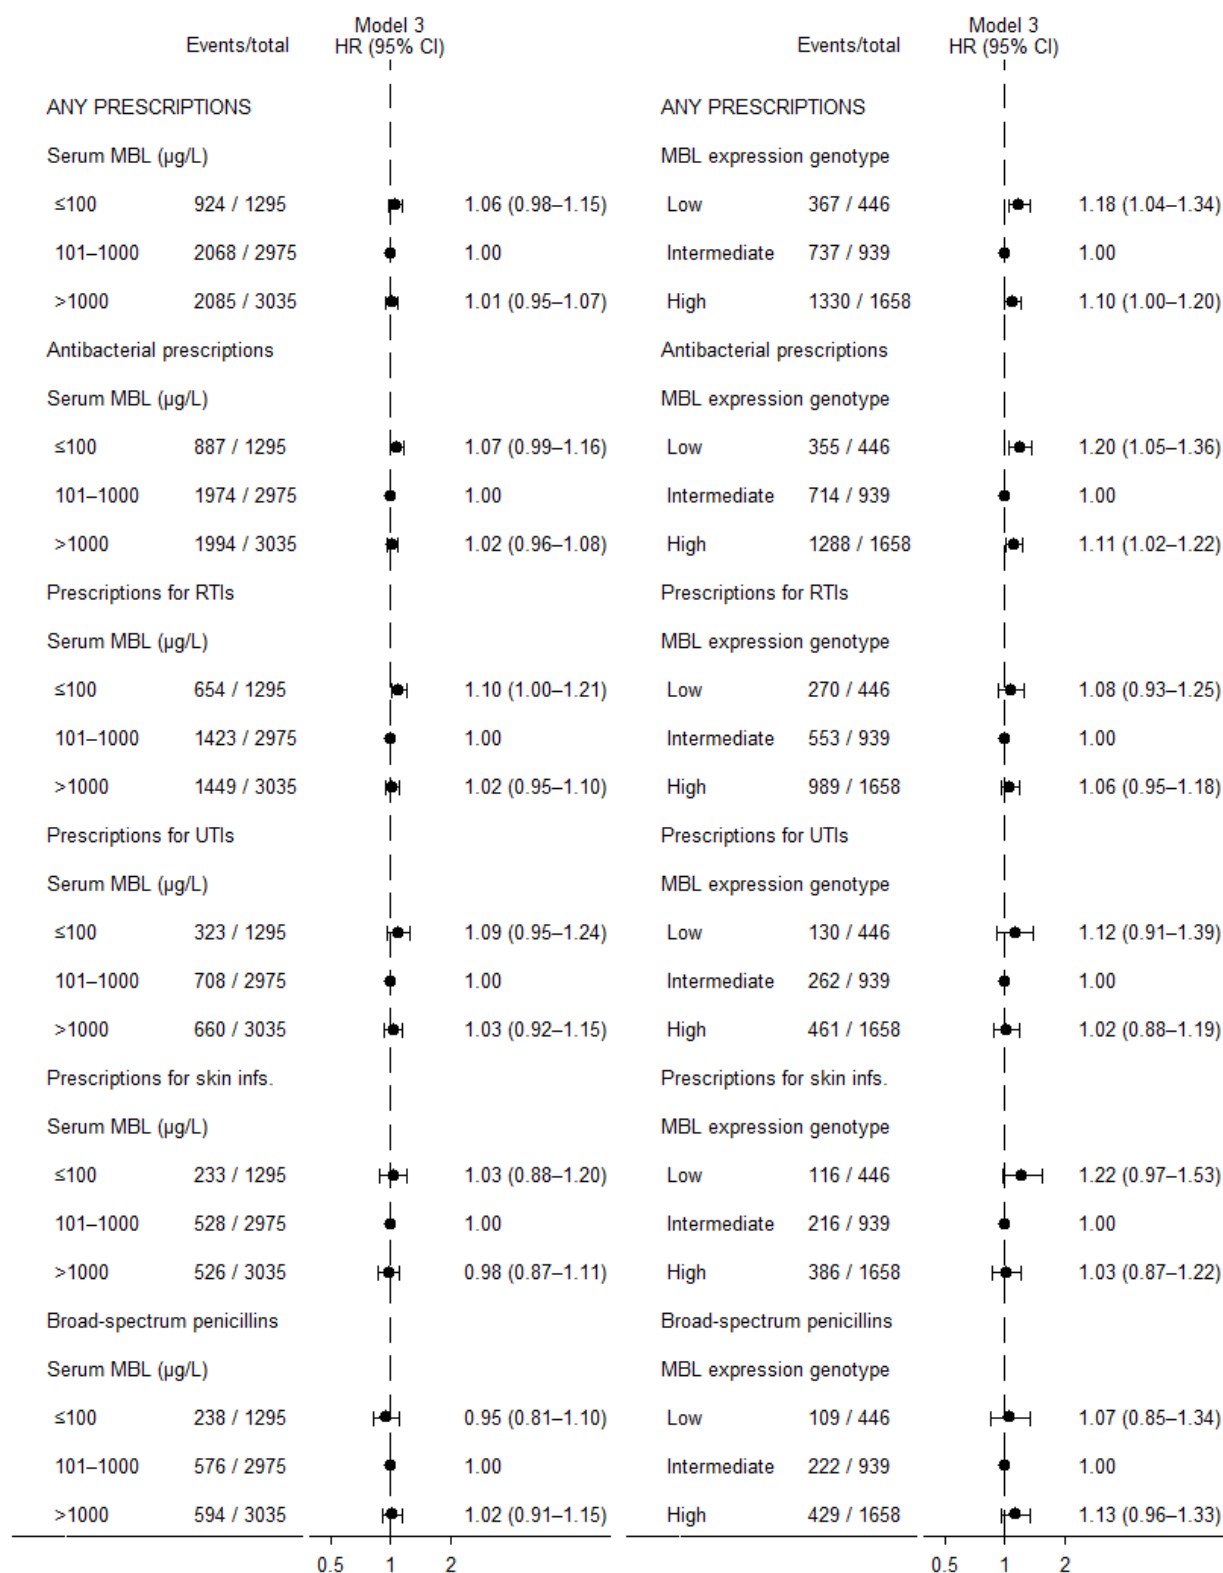 Model 3 Model 3
Events/total HR (95% CI) Events/total HR (95% CI)
ANY PRESCRIPTIONS ANY PRESCRIPTIONS
Serum MBL (µg/L) MBL expression genotype
≤100 924 / 1295 1.06 (0.98–1.15) Low 367 / 446 1.18 (1.04–1.34)
101–1000 2068 / 2975 1.00 Intermediate 737 / 939 1.00
>1000 2085 / 3035 1.01 (0.95–1.07) High 1330 / 1658 1.10 (1.00–1.20)
Antibacterial prescriptions Antibacterial prescriptions
Serum MBL (µg/L) MBL expression genotype
≤100 887 / 1295 1.07 (0.99–1.16) Low 355 / 446 1.20 (1.05–1.36)
101–1000 1974 / 2975 1.00 Intermediate 714 / 939 1.00
>1000 1994 / 3035 1.02 (0.96–1.08) High 1288 / 1658 1.11 (1.02–1.22)
Prescriptions for RTIs Prescriptions for RTIs
Serum MBL (µg/L) MBL expression genotype
≤100 654 / 1295 1.10 (1.00–1.21) Low 270 / 446 1.08 (0.93–1.25)
101–1000 1423 / 2975 1.00 Intermediate 553 / 939 1.00
>1000 1449 / 3035 1.02 (0.95–1.10) High 989 / 1658 1.06 (0.95–1.18)
Prescriptions for UTIs Prescriptions for UTIs
Serum MBL (µg/L) MBL expression genotype
≤100 323 / 1295 1.09 (0.95–1.24) Low 130 / 446 1.12 (0.91–1.39)
101–1000 708 / 2975 1.00 Intermediate 262 / 939 1.00
>1000 660 / 3035 1.03 (0.92–1.15) High 461 / 1658 1.02 (0.88–1.19)
Prescriptions for skin infs. Prescriptions for skin infs.
Serum MBL (µg/L) MBL expression genotype
≤100 233 / 1295 1.03 (0.88–1.20) Low 116 / 446 1.22 (0.97–1.53)
101–1000 528 / 2975 1.00 Intermediate 216 / 939 1.00
>1000 526 / 3035 0.98 (0.87–1.11) High 386 / 1658 1.03 (0.87–1.22)
Broad-spectrum penicillins Broad-spectrum penicillins
Serum MBL (µg/L) MBL expression genotype
≤100 238 / 1295 0.95 (0.81–1.10) Low 109 / 446 1.07 (0.85–1.34)
101–1000 576 / 2975 1.00 Intermediate 222 / 939 1.00
>1000 594 / 3035 1.02 (0.91–1.15) High 429 / 1658 1.13 (0.96–1.33)
0.5 1 2 0.5 1 2